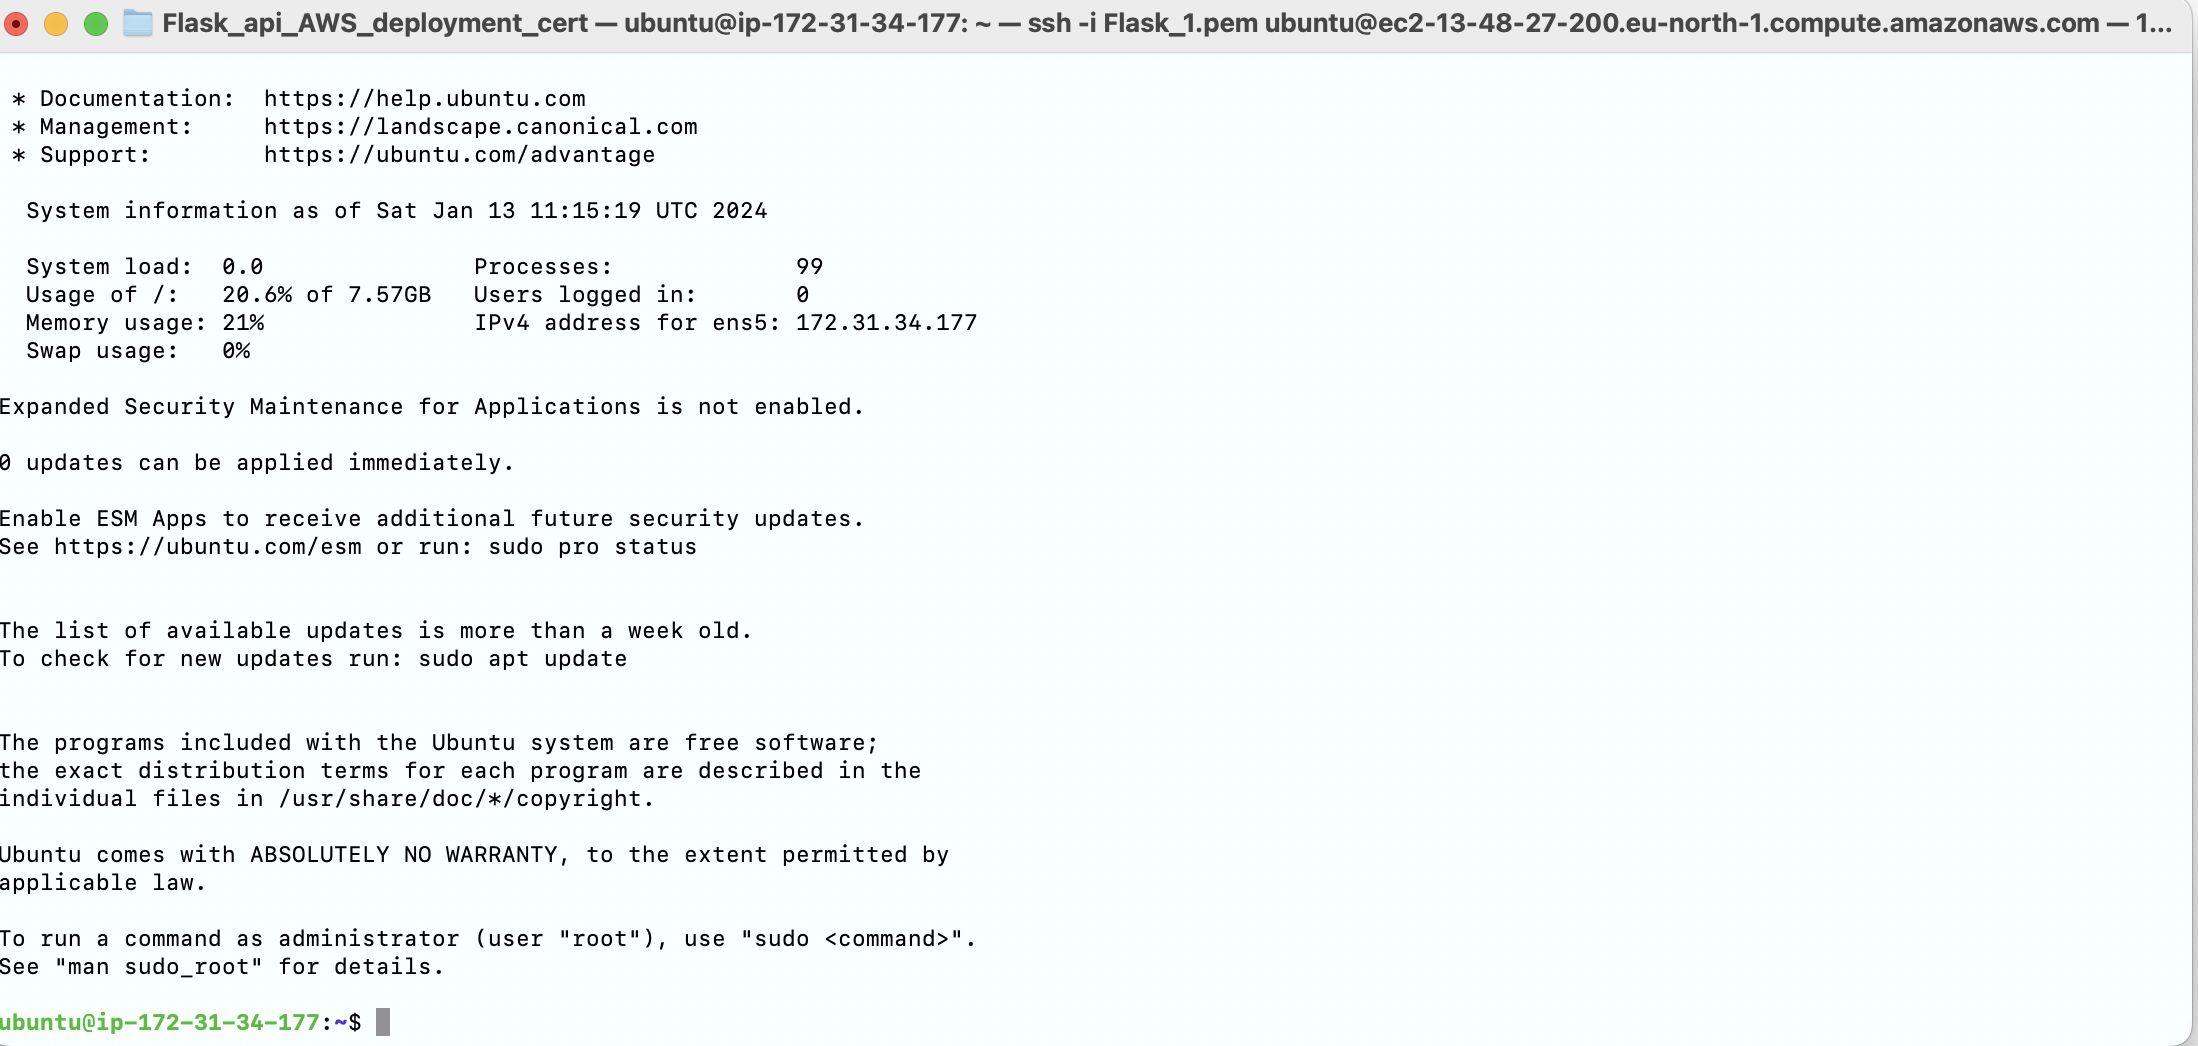 Flask_api_AWS_deployment_cert — ubuntu@ip-172-31-34-177: ~ — ssh -i Flask_1.pem ubuntu@ec2-13-48-27-200.eu-north-1.compute.amazonaws.com — 1...
* Documentation:  https://help.ubuntu.com
* Management:     https://landscape.canonical.com
* Support:        https://ubuntu.com/advantage
System information as of Sat Jan 13 11:15:19 UTC 2024
System load:  0.0               Processes:             99
Usage of /:   20.6% of 7.57GB   Users logged in:       0
Memory usage: 21%               IPv4 address for ens5: 172.31.34.177
Swap usage:   0%
Expanded Security Maintenance for Applications is not enabled.
0 updates can be applied immediately.
Enable ESM Apps to receive additional future security updates.
See https://ubuntu.com/esm or run: sudo pro status
The list of available updates is more than a week old.
To check for new updates run: sudo apt update
The programs included with the Ubuntu system are free software;
the exact distribution terms for each program are described in the
individual files in /usr/share/doc/*/copyright.
Ubuntu comes with ABSOLUTELY NO WARRANTY, to the extent permitted by
applicable law.
To run a command as administrator (user "root"), use "sudo <command>".
See "man sudo_root" for details.
ubuntu@ip-172-31-34-177:~$